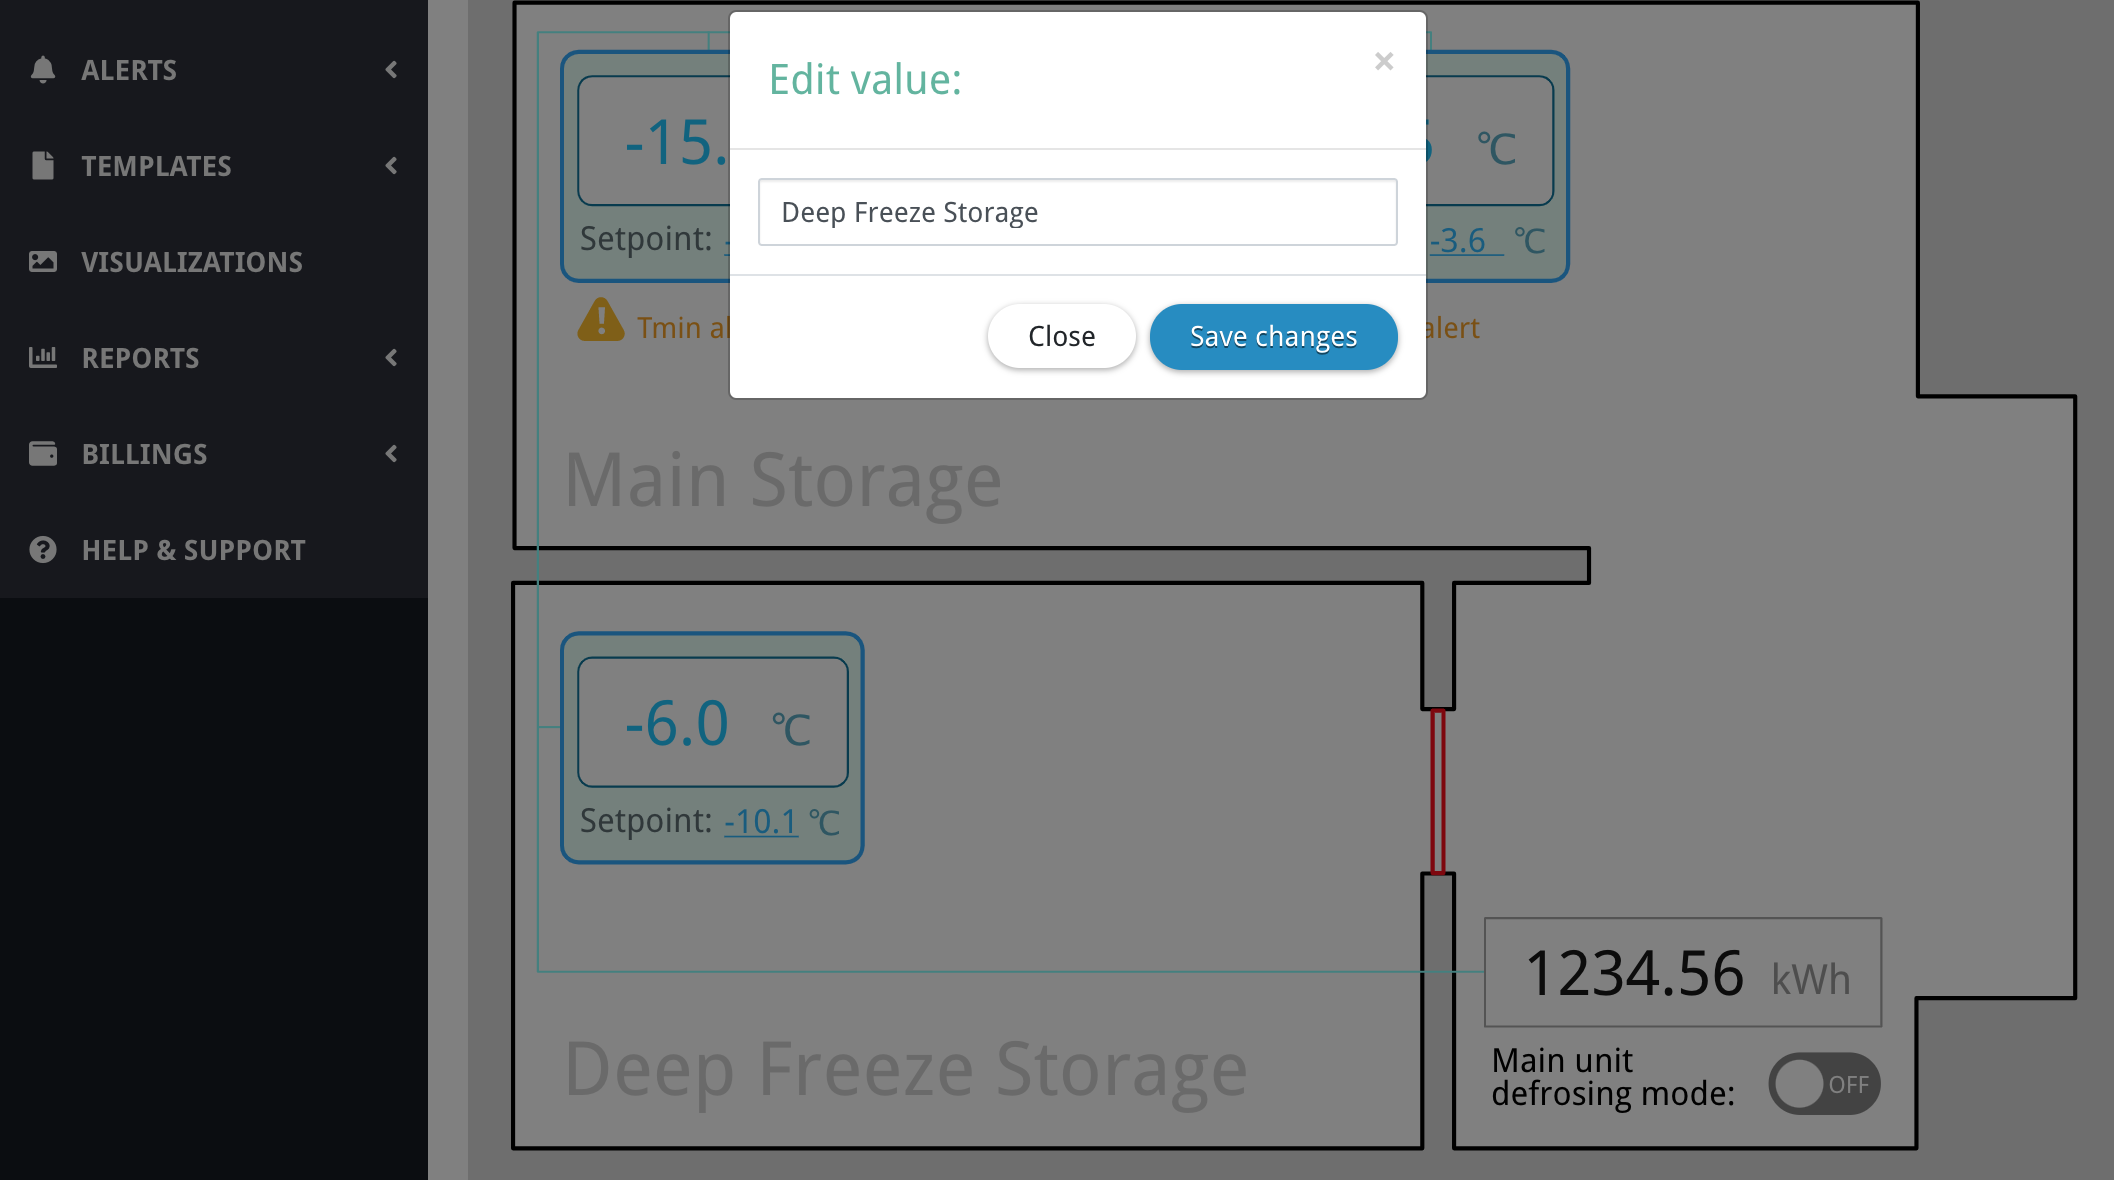 ALERTS
TEMPLATES
VISUALIZATIONS
REPORTS
BILLINGS
HELP & SUPPORT
Edit value:
×
Deep Freeze Storage
Close
Save changes
-15.
°C
Setpoint:
-3.6 °C
Tmin
alert
Main Storage
-6.0 °C
Setpoint: -10.1 °C
Deep Freeze Storage
1234.56 kWh
Main unit
defrosing mode:
OFF